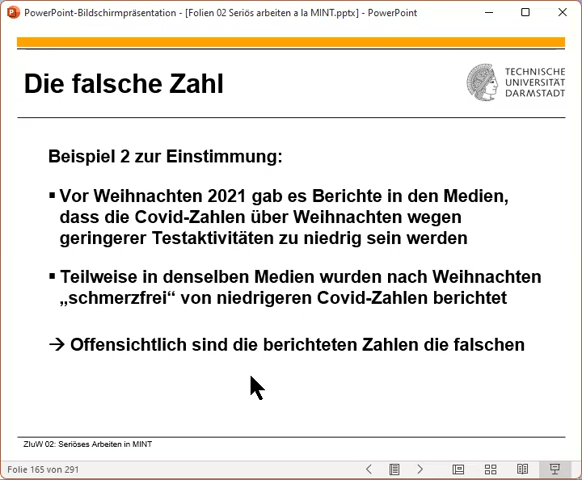 PowerPoint-Bildschirmpräsentation - [Folien 02 Seriös arbeiten a la MINT.pptx] - PowerPoint
Die falsche Zahl
TECHNISCHE
UNIVERSITÄT
DARMSTADT
Beispiel 2 zur Einstimmung:
▪ Vor Weihnachten 2021 gab es Berichte in den Medien,
dass die Covid-Zahlen über Weihnachten wegen
geringerer Testaktivitäten zu niedrig sein werden
▪ Teilweise in denselben Medien wurden nach Weihnachten
„schmerzfrei“ von niedrigeren Covid-Zahlen berichtet
→ Offensichtlich sind die berichteten Zahlen die falschen
ZIuW 02: Seriöses Arbeiten in MINT
Folie 165 von 291